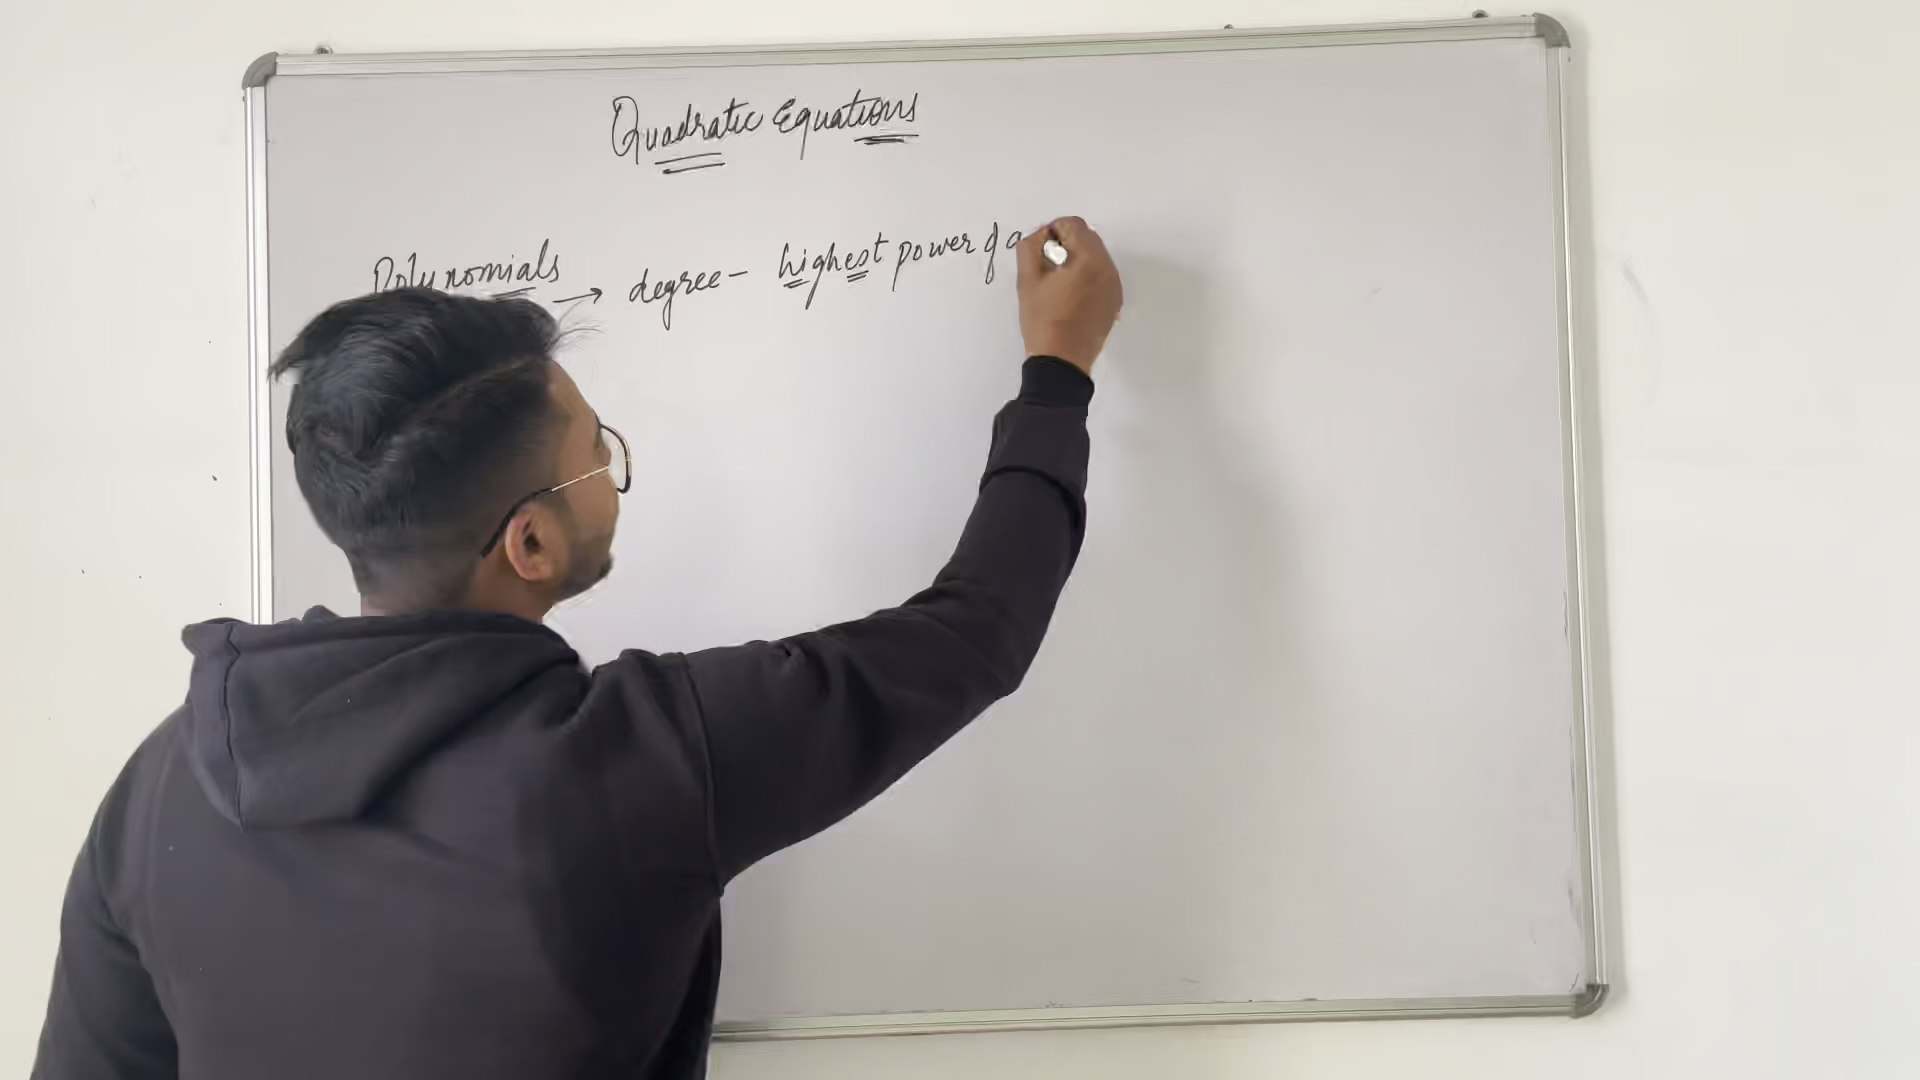 Quadratic Equations
Polynomials → degree - highest power of a